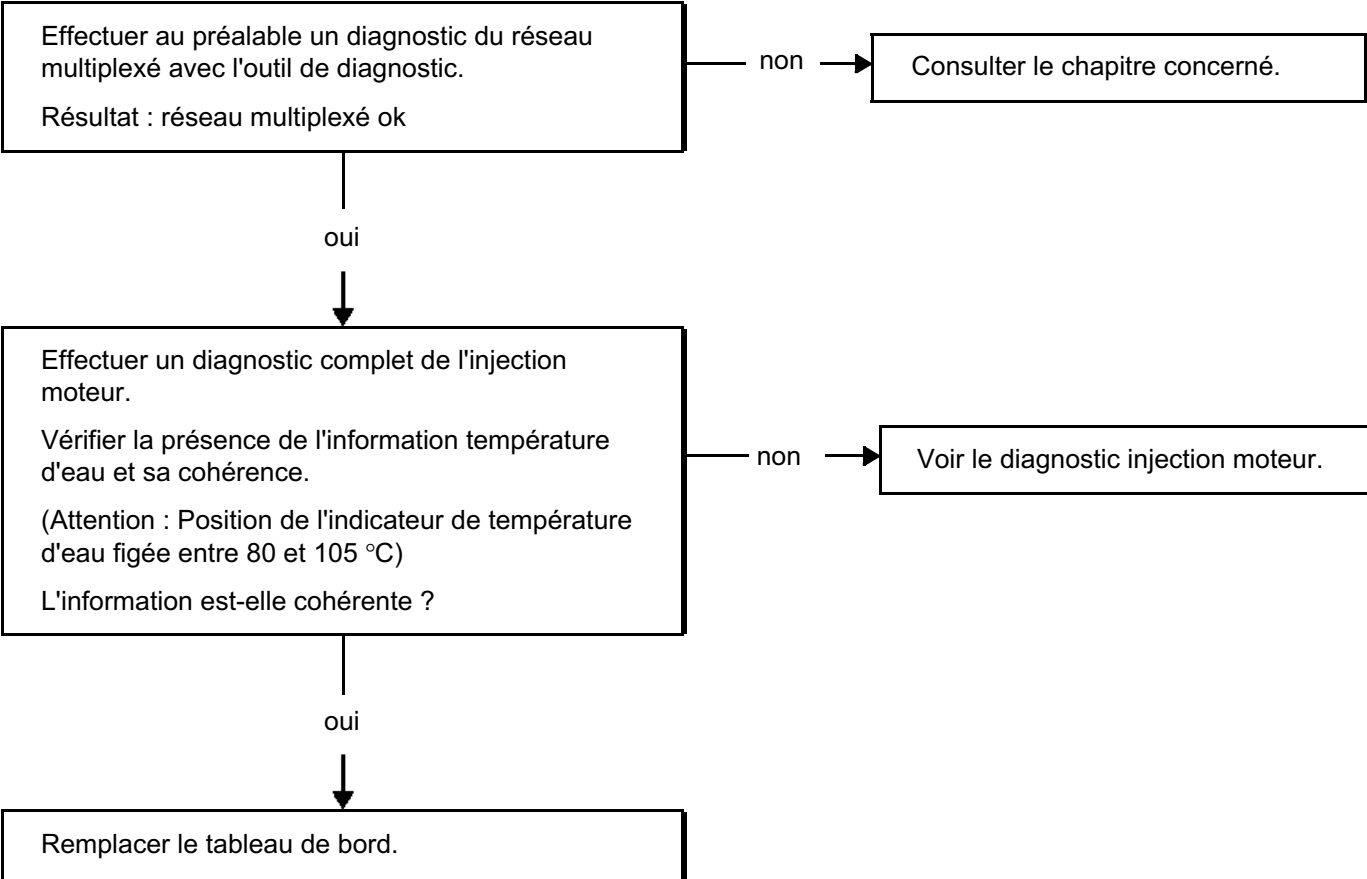 Effectuer au préalable un diagnostic du réseau
multiplexé avec l'outil de diagnostic.
Résultat : réseau multiplexé ok
non
Consulter le chapitre concerné.
oui
Effectuer un diagnostic complet de l'injection
moteur.
Vérifier la présence de l'information température
d'eau et sa cohérence.
(Attention : Position de l'indicateur de température
d'eau figée entre 80 et 105 °C)
L'information est-elle cohérente ?
non
Voir le diagnostic injection moteur.
oui
Remplacer le tableau de bord.